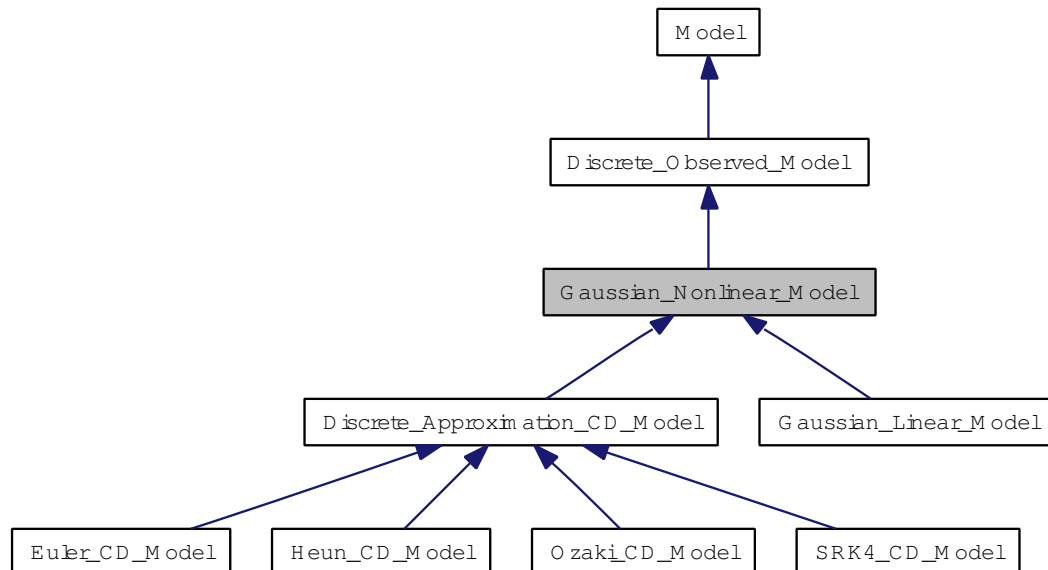 Model
Discrete_Observed_Model
Gaussian_Nonlinear_Model
Discrete_Approximation_CD_Model
Gaussian_Linear_Model
Euler_CD_Model
Heun_CD_Model
Ozaki_CD_Model
SRK4_CD_Model